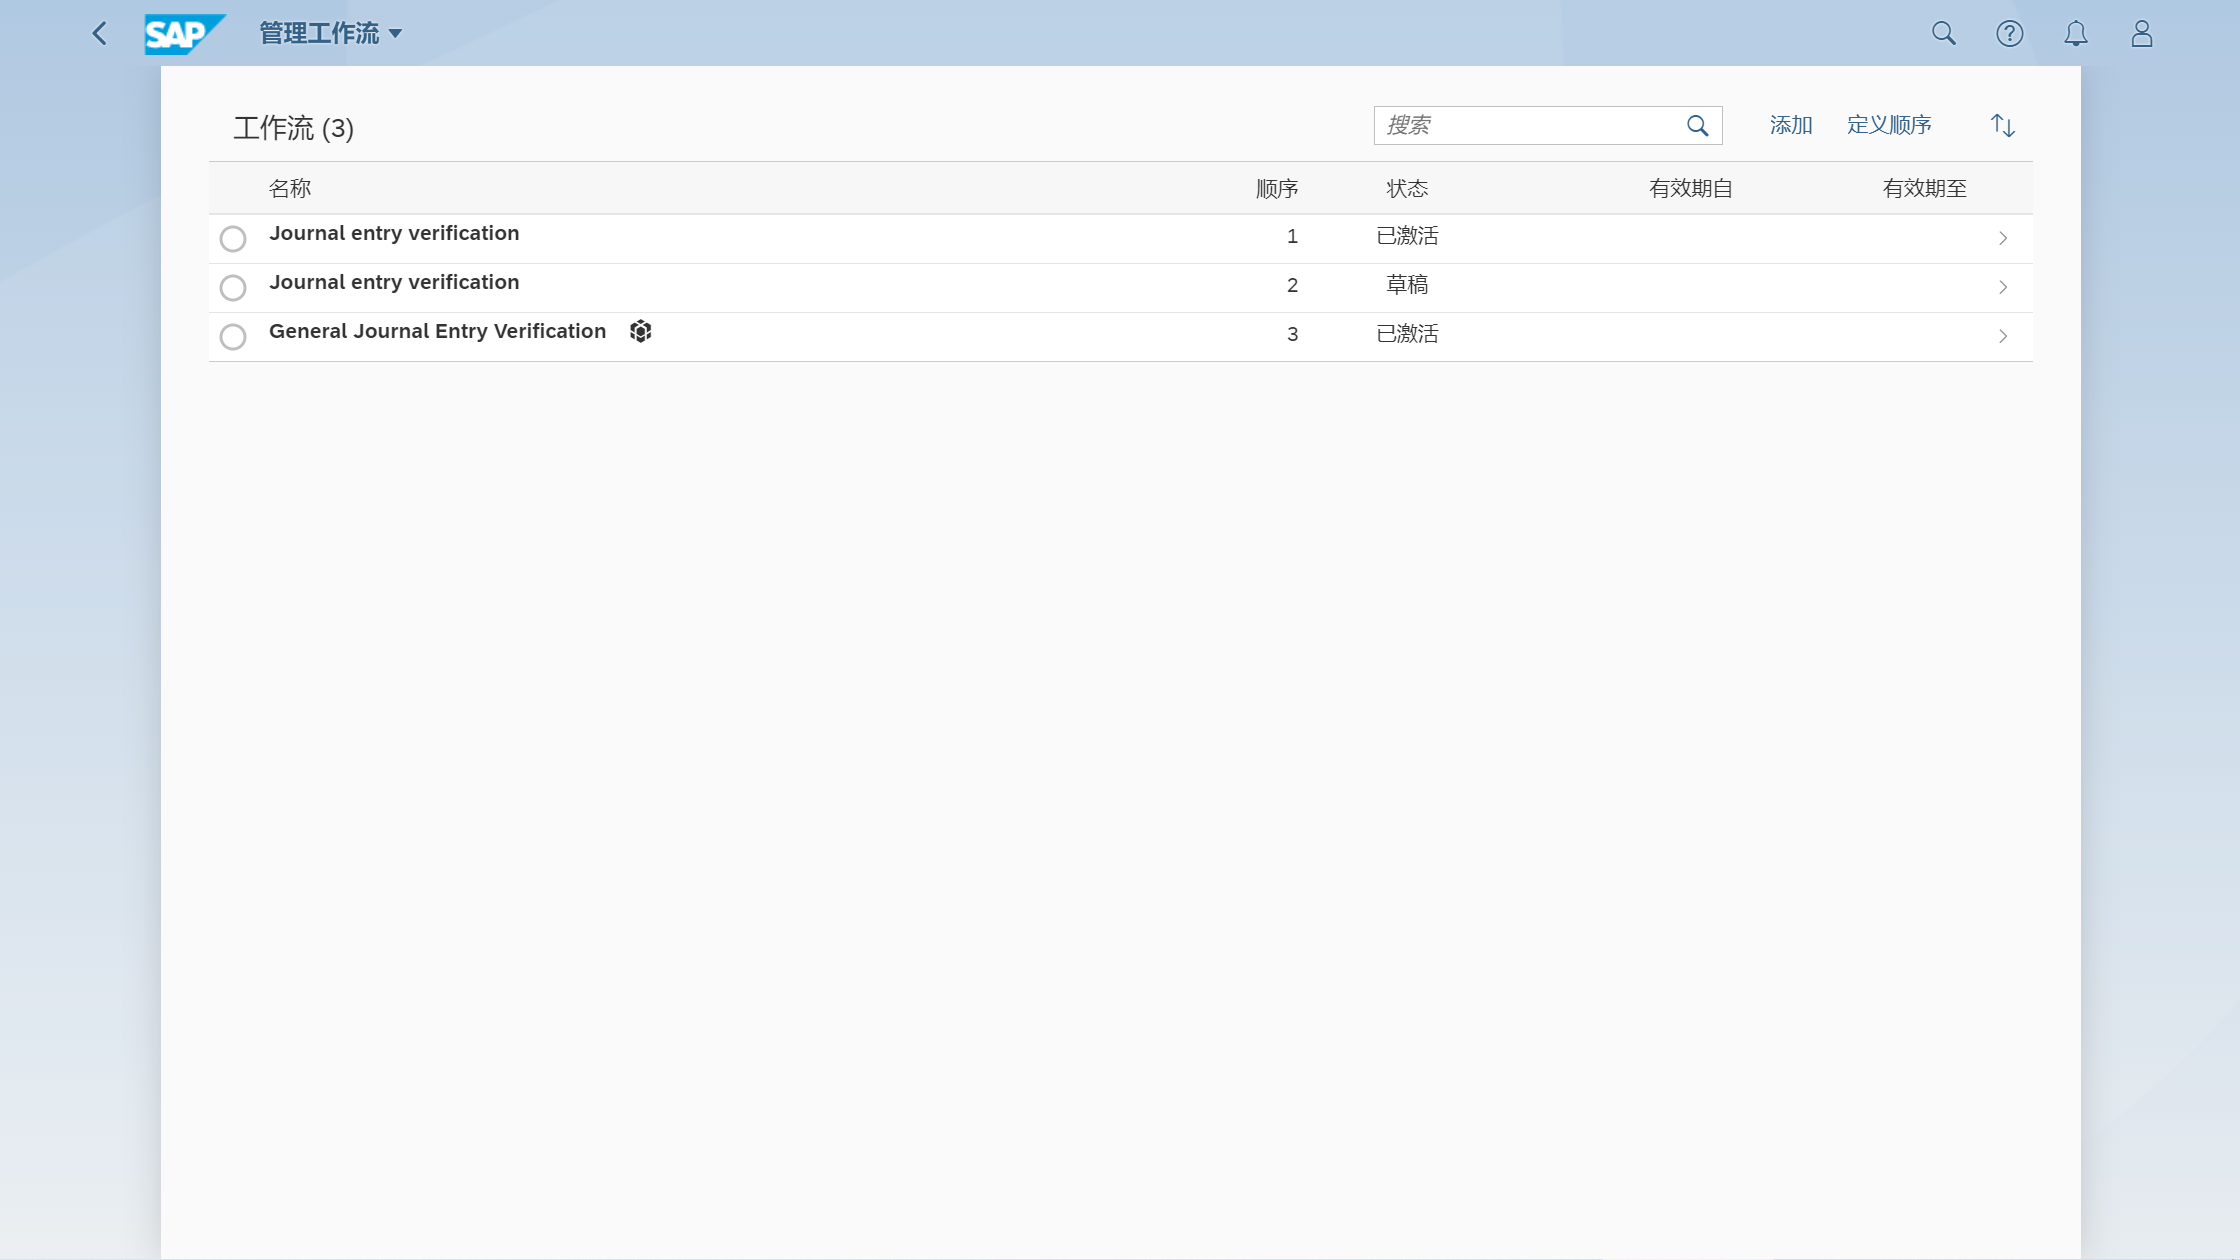 SAP 管理工作流
工作流 (3) 搜索 添加 定义顺序
名称 顺序 状态 有效期自 有效期至
Journal entry verification 1 已激活
Journal entry verification 2 草稿
General Journal Entry Verification 3 已激活